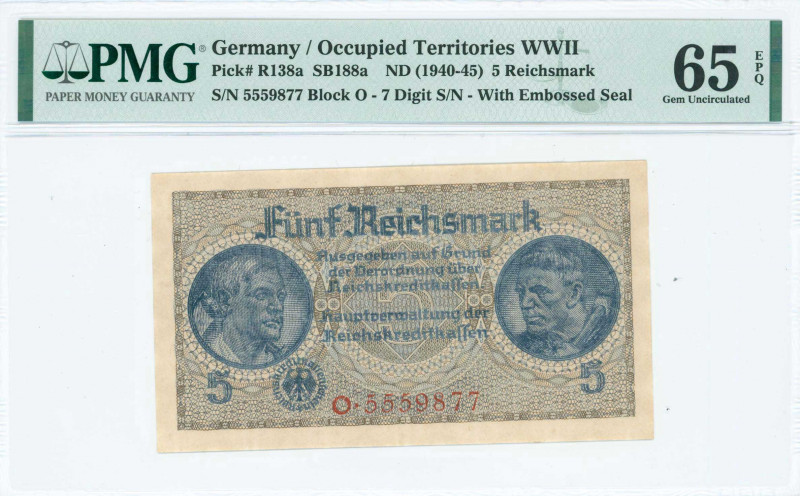 PMG®
PAPER MONEY GUARANTY
Germany / Occupied Territories WWII
Pick# R138a SB188a ND (1940-45) 5 Reichsmark
S/N 5559877 Block O - 7 Digit S/N - With Embossed Seal
65 EPQ
Gem Uncirculated
Fünf Reichsmark
Ausgegeben auf Grund
der Verordnung über
Reichskreditkassen
5
Hauptverwaltung der
Reichskreditkassen
5 5
O·5559877